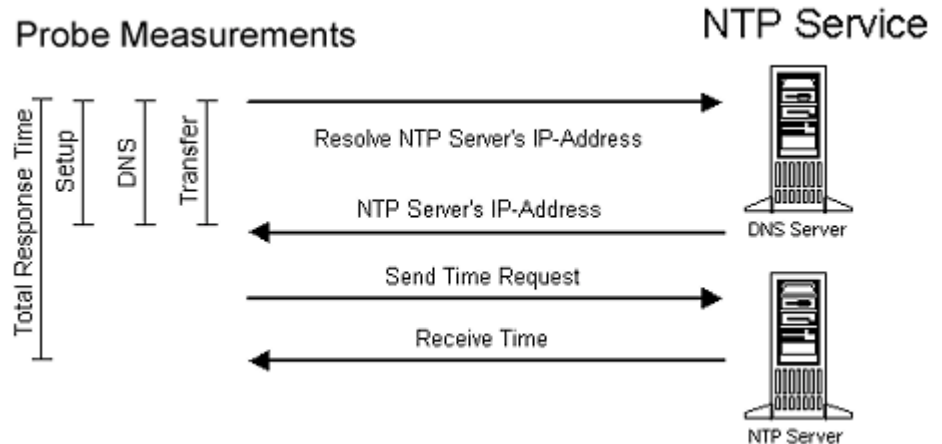 Probe Measurements
NTP Service
Total Response Time
Setup
DNS
Transfer
Resolve NTP Server's IP-Address
NTP Server's IP-Address
DNS Server
Send Time Request
Receive Time
NTP Server